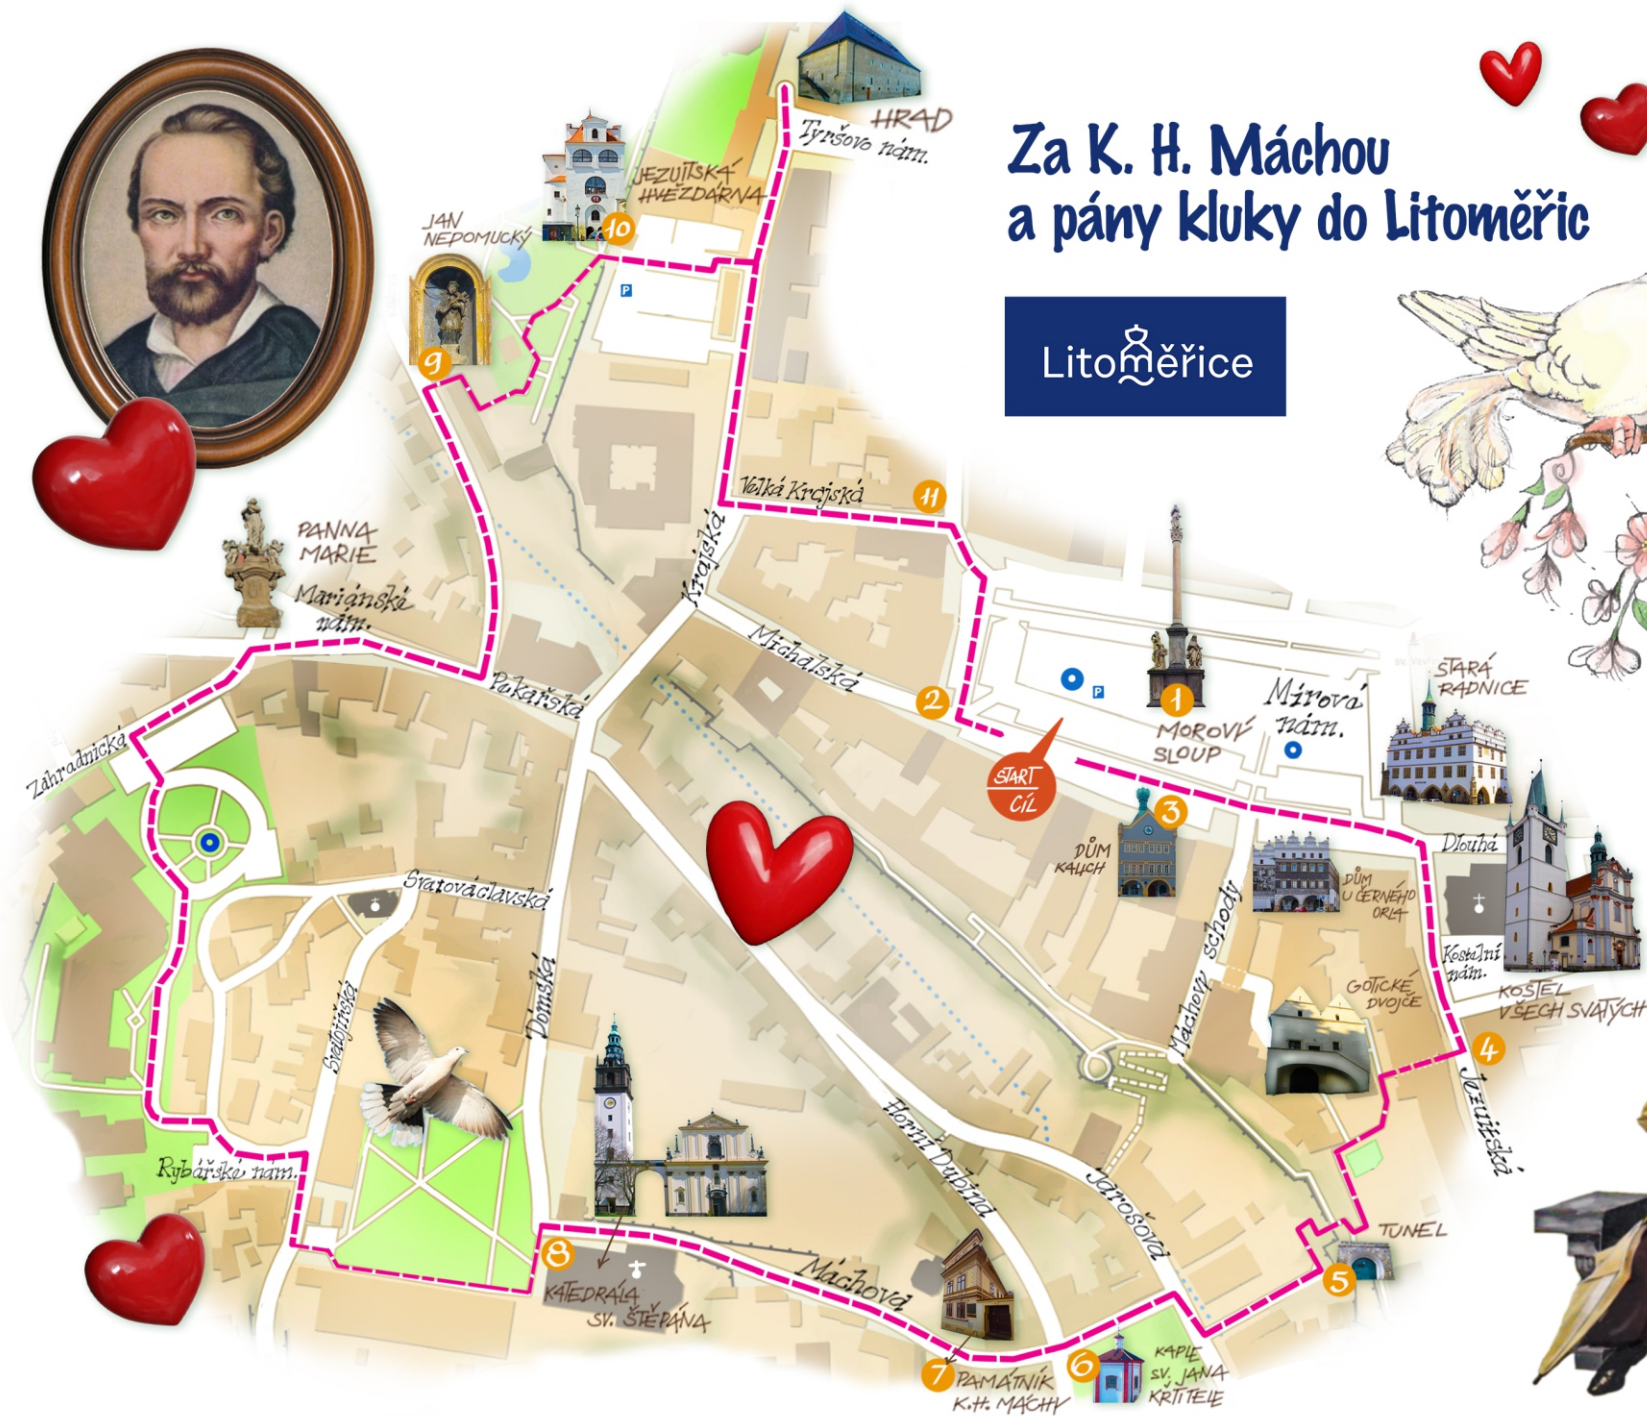 Za K. H. Máchou
a pány kluky do Litoměřic
Litoměřice
HRAD
Tyršovo nám.
JEZUITSKÁ
HVĚZDÁRNA
10
JAN
NEPOMUCKÝ
9
P
Velká Krajská
11
Krajská
PANNA
MARIE
Mariánské
nám.
Michalská
2
P
1
MOROVÝ
SLOUP
Mírová
nám.
STARÁ
RADNICE
Pekařská
Záhradnická
START
CÍL
3
DŮM
KALICH
Dlouhá
DŮM
U ČERNÉHO
ORLA
Svatováclavská
Máchovy schody
Kostelní
nám.
GOTICKÉ
DVOJČE
KOSTEL
VŠECH SVATÝCH
4
Jezuitská
Svatojiřská
Dómská
Rybářské nám.
Horní Dubina
Jarošova
TUNEL
5
8
KATEDRÁLA
SV. ŠTĚPÁNA
Máchova
7
PAMÁTNÍK
K.H. MÁCHY
6
KAPLE
SV. JANA
KŘTITELE